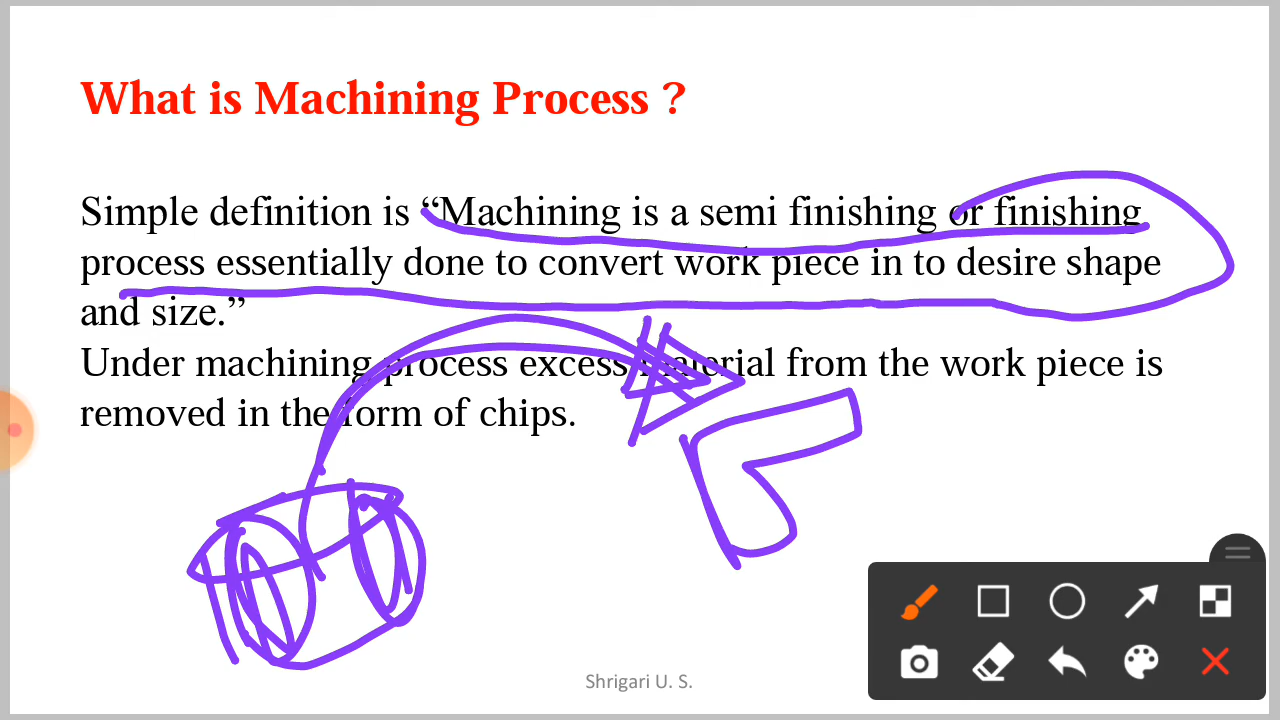 What is Machining Process ?
Simple definition is “Machining is a semi finishing or finishing
process essentially done to convert work piece in to desire shape
and size.”
Under machining process excess material from the work piece is
removed in the form of chips.
Shrigari U. S.